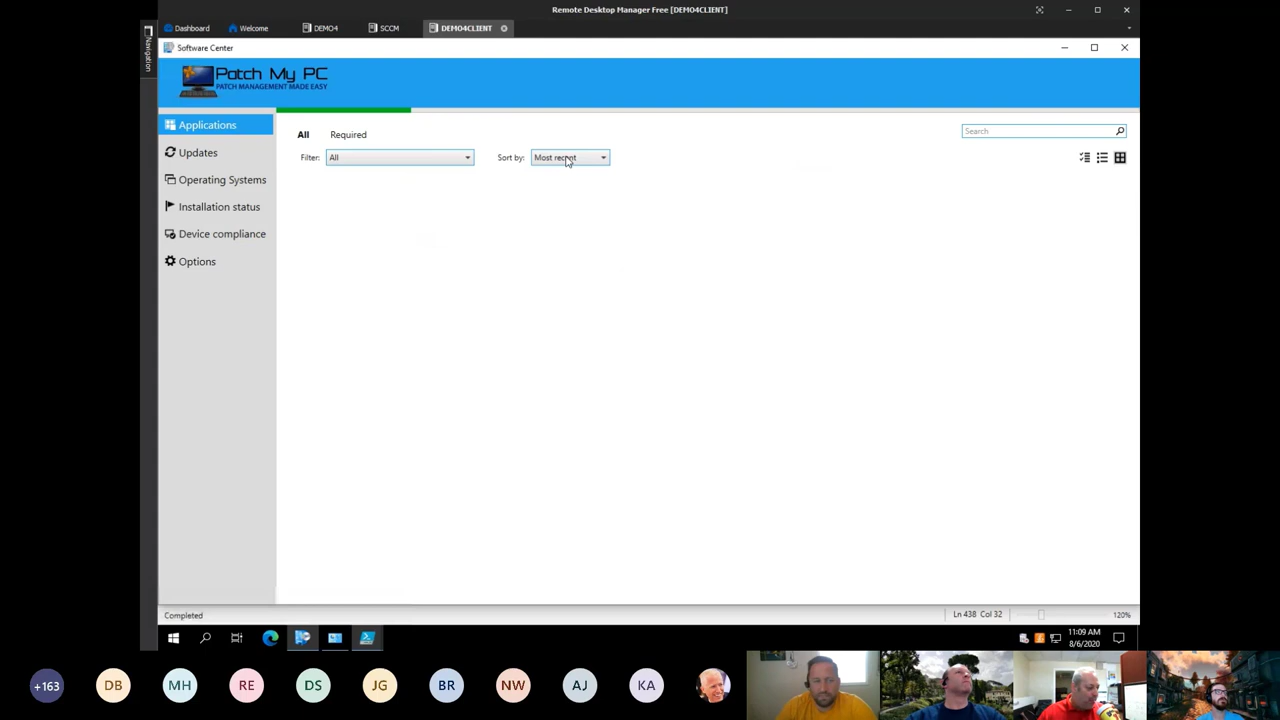 Remote Desktop Manager Free [DEMO4CLIENT]
Dashboard
Welcome
DEMO4
SCCM
DEMO4CLIENT
Navigation
Software Center
Patch My PC
PATCH MANAGEMENT MADE EASY
Applications
Updates
Operating Systems
Installation status
Device compliance
Options
All
Required
Search
Filter:
All
Sort by:
Most recent
Completed
Ln 438 Col 32
120%
11:09 AM
8/6/2020
+163
DB
MH
RE
DS
JG
BR
NW
AJ
KA